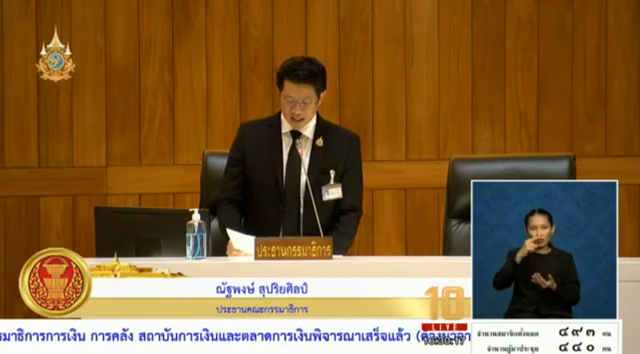 ประธานกรรมาธิการ
ณัฐพงษ์ สุปริยศิลป์
ประธานคณะกรรมาธิการ
10
LIVE
10:30:17
รมาธิการการเงิน การคลัง สถาบันการเงินและตลาดการเงินพิจารณาเสร็จแล้ว
จำนวนสมาชิกทั้งหมด ๔๙๓ คน
จำนวนผู้มาประชุม ๔๔๐ คน